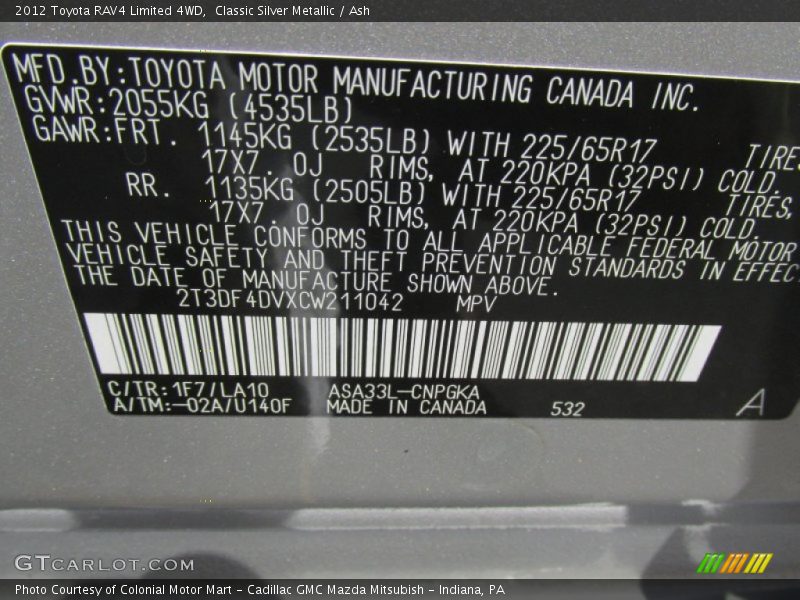 2012 Toyota RAV4 Limited 4WD,  Classic Silver Metallic / Ash
MFD.BY:TOYOTA MOTOR MANUFACTURING CANADA INC.
GVWR:2055KG (4535LB)
GAWR:FRT. 1145KG (2535LB) WITH 225/65R17 TIRES
17X7.0J RIMS, AT 220KPA (32PSI) COLD.
RR. 1135KG (2505LB) WITH 225/65R17 TIRES,
17X7.0J RIMS, AT 220KPA (32PSI) COLD.
THIS VEHICLE CONFORMS TO ALL APPLICABLE FEDERAL MOTOR
VEHICLE SAFETY AND THEFT PREVENTION STANDARDS IN EFFEC
THE DATE OF MANUFACTURE SHOWN ABOVE.
2T3DF4DVXCW211042 MPV
C/TR:1F7/LA10 ASA33L-CNPGKA
A/TM:-02A/U140F MADE IN CANADA 532 A
GTCARLOT.COM
Photo Courtesy of Colonial Motor Mart - Cadillac GMC Mazda Mitsubish - Indiana, PA